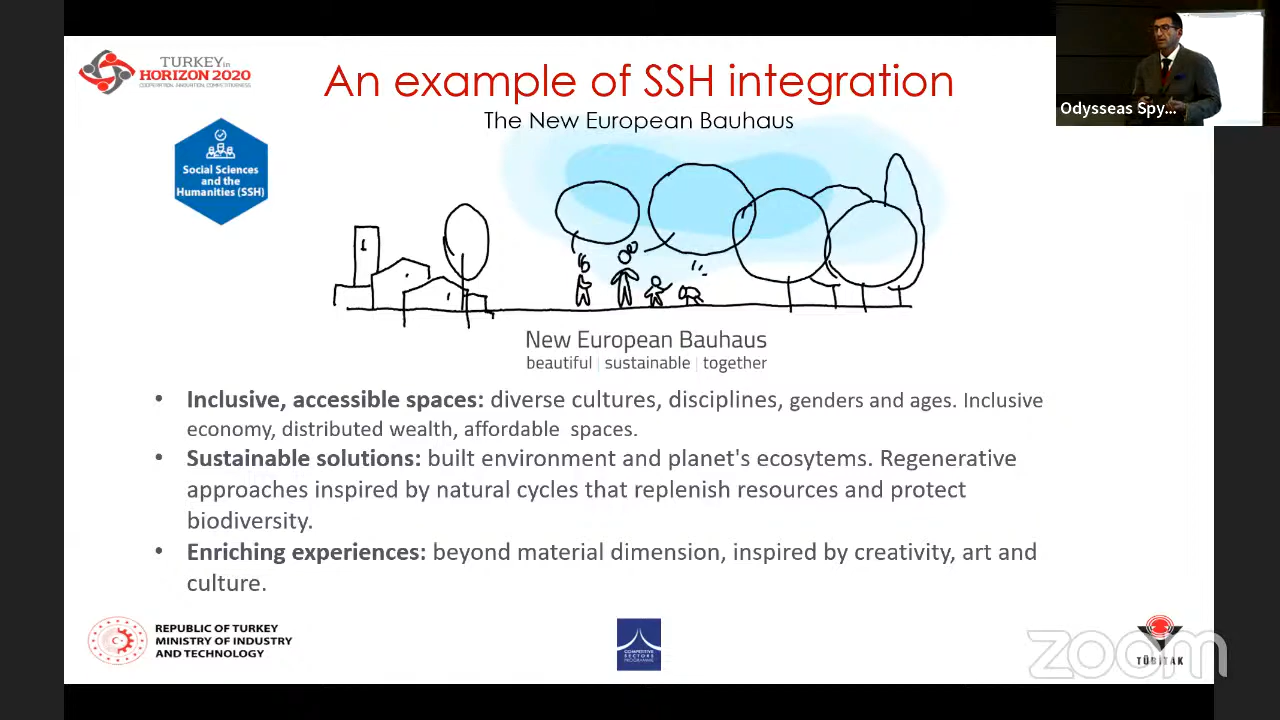 TURKEY in
HORIZON 2020
COOPERATION, INNOVATION, COMPETITIVENESS
An example of SSH integration
The New European Bauhaus
Odysseas Spy...
Social Sciences
and the
Humanities (SSH)
New European Bauhaus
beautiful | sustainable | together
• Inclusive, accessible spaces: diverse cultures, disciplines, genders and ages. Inclusive
economy, distributed wealth, affordable spaces.
• Sustainable solutions: built environment and planet's ecosytems. Regenerative
approaches inspired by natural cycles that replenish resources and protect
biodiversity.
• Enriching experiences: beyond material dimension, inspired by creativity, art and
culture.
REPUBLIC OF TURKEY
MINISTRY OF INDUSTRY
AND TECHNOLOGY
COMPETITIVE
SECTORS
PROGRAMME
TÜBİTAK
zoom